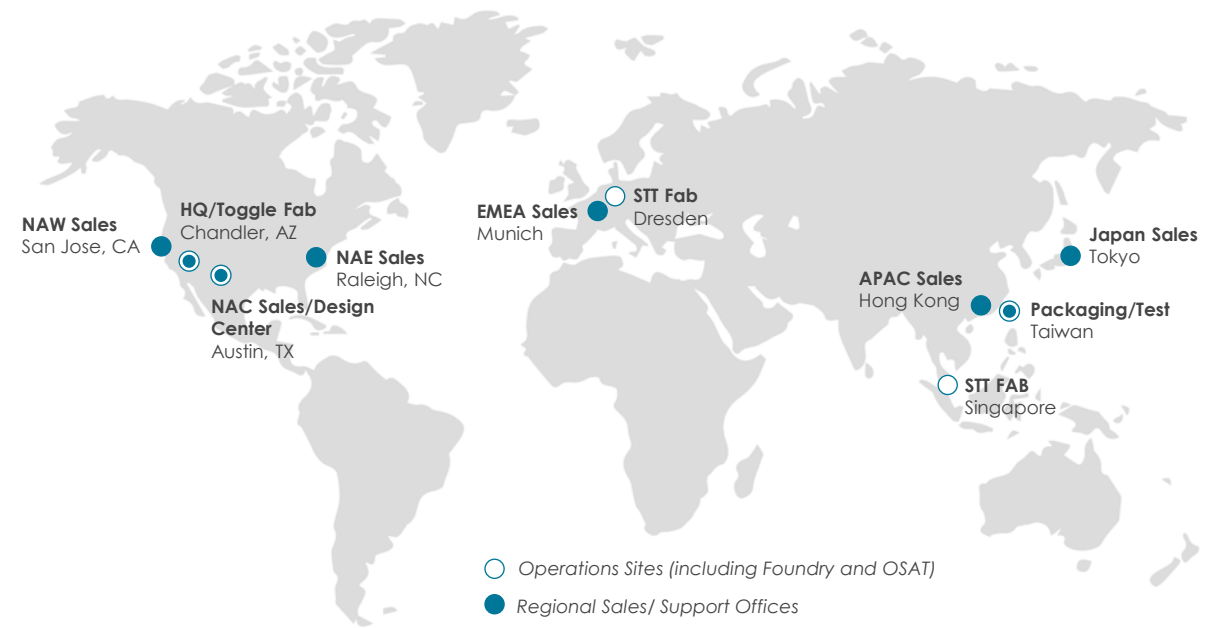 NAW Sales
San Jose, CA
HQ/Toggle Fab
Chandler, AZ
NAE Sales
Raleigh, NC
NAC Sales/Design
Center
Austin, TX
EMEA Sales
Munich
STT Fab
Dresden
Japan Sales
Tokyo
APAC Sales
Hong Kong
Packaging/Test
Taiwan
STT FAB
Singapore
Operations Sites (including Foundry and OSAT)
Regional Sales/ Support Offices